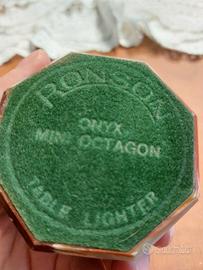 RONSON
ONYX
MINI OCTAGON
TABLE LIGHTER